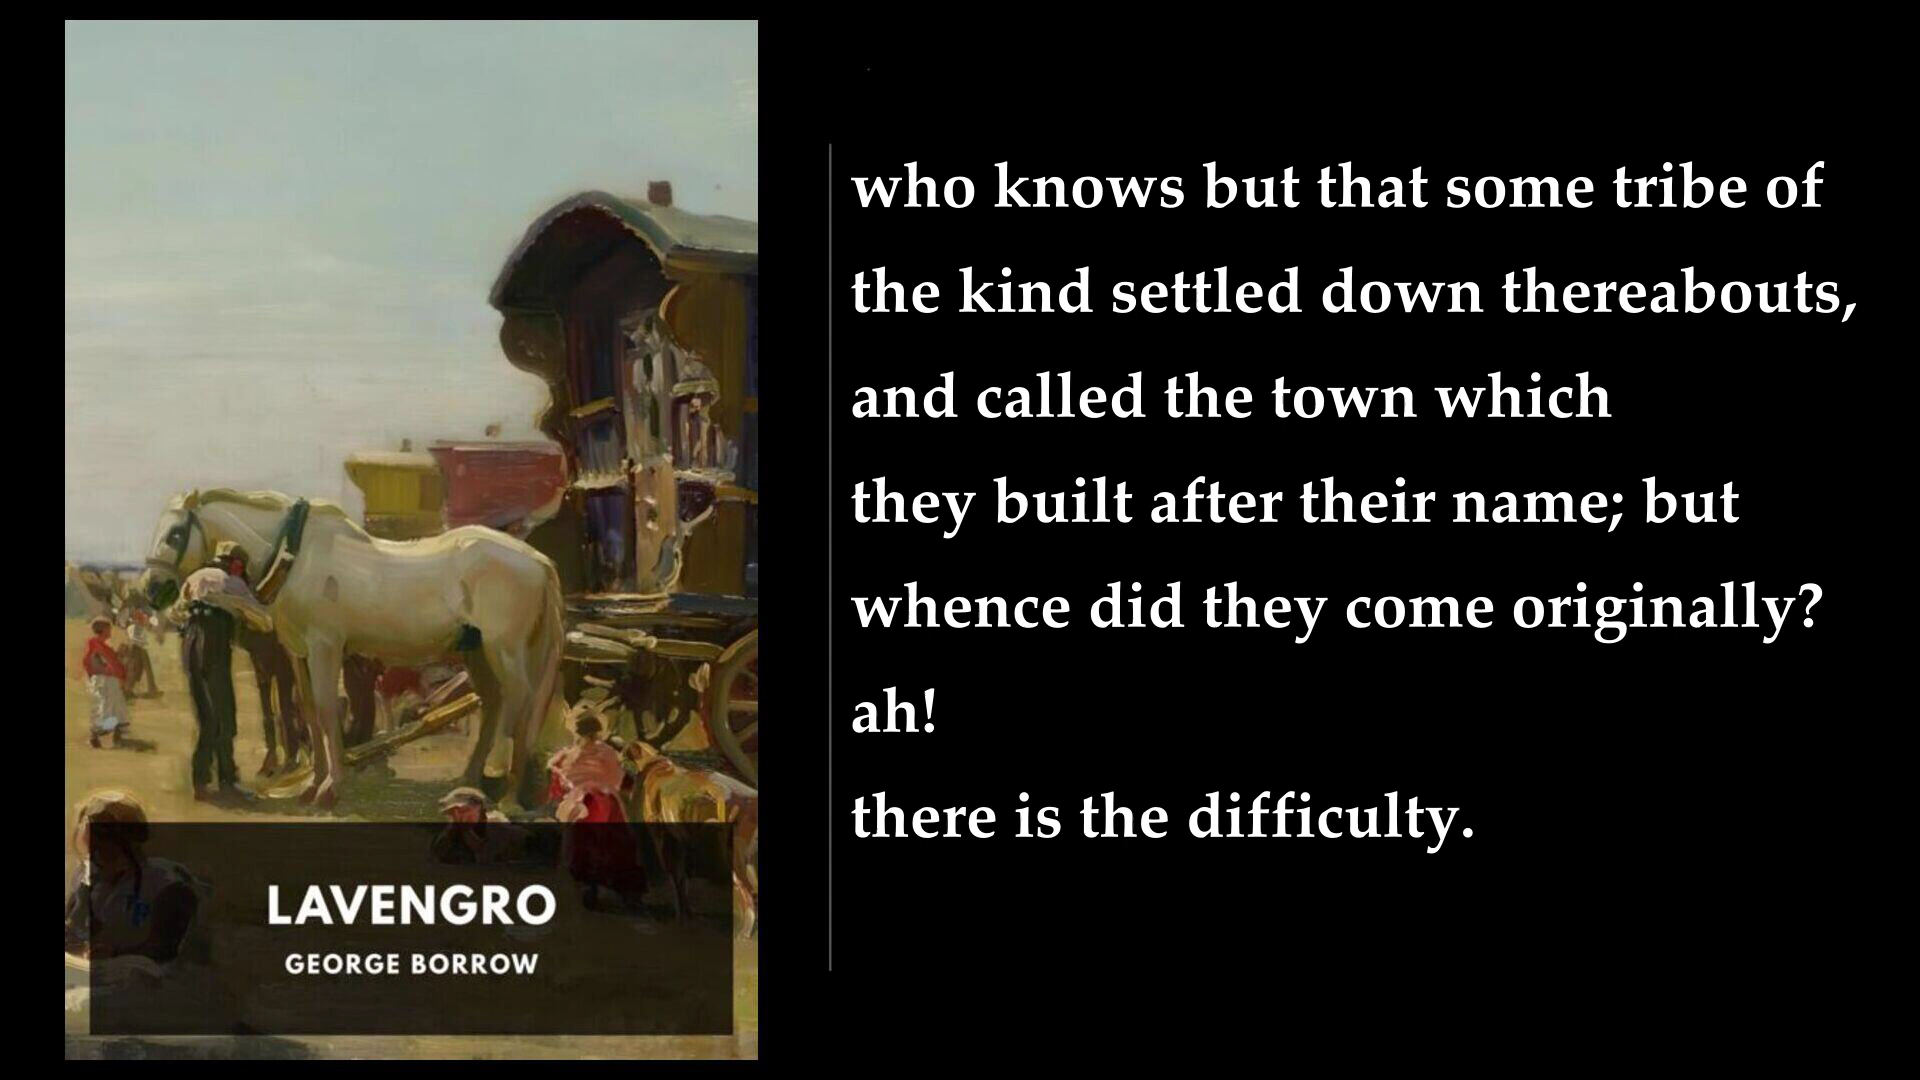 who knows but that some tribe of
the kind settled down thereabouts,
and called the town which
they built after their name; but
whence did they come originally?
ah!
there is the difficulty.
LAVENGRO
GEORGE BORROW